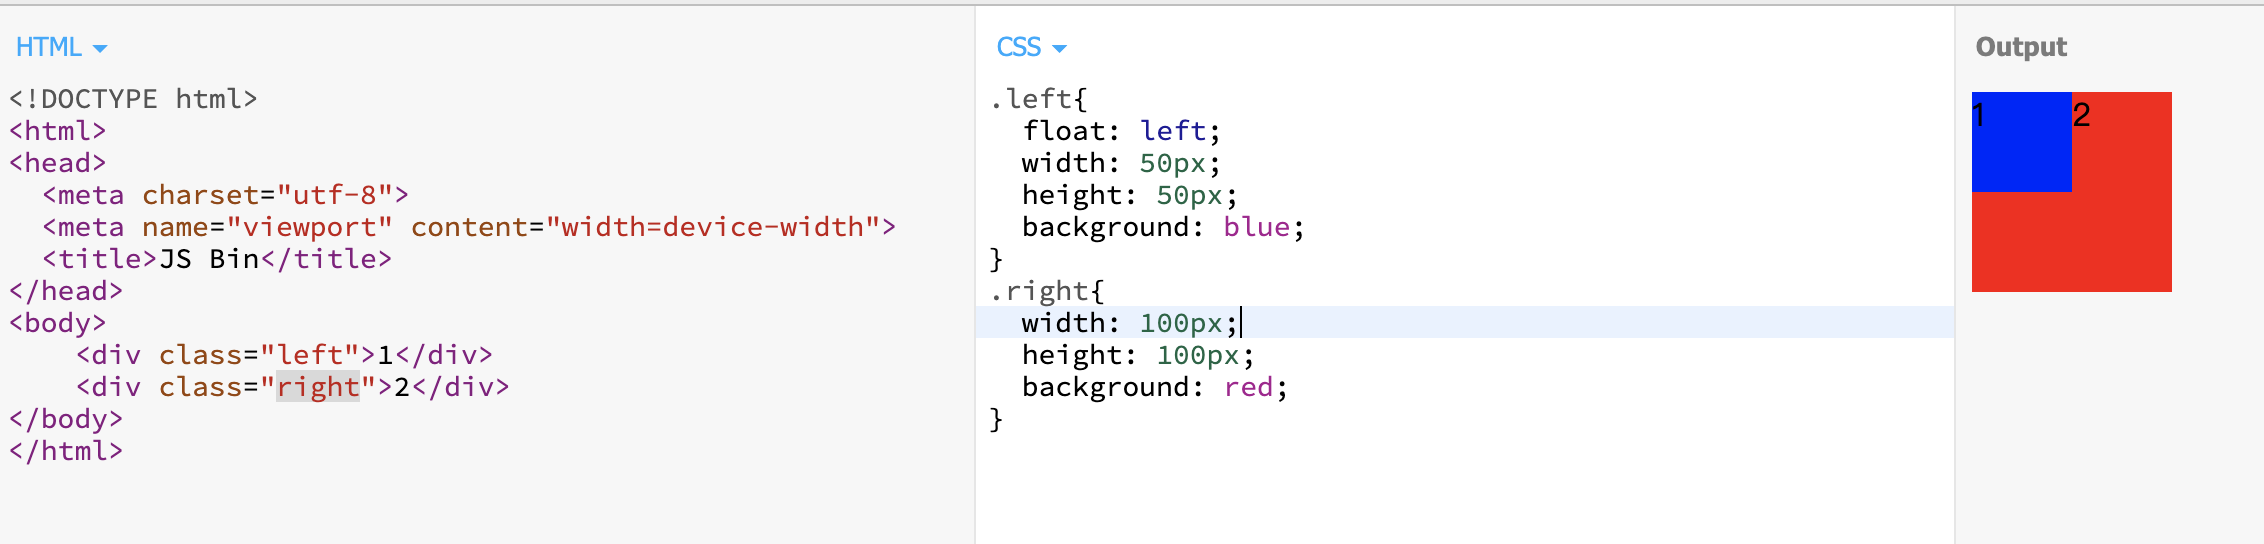 HTML
<!DOCTYPE html>
<html>
<head>
  <meta charset="utf-8">
  <meta name="viewport" content="width=device-width">
  <title>JS Bin</title>
</head>
<body>
    <div class="left">1</div>
    <div class="right">2</div>
</body>
</html>
CSS
.left{
  float: left;
  width: 50px;
  height: 50px;
  background: blue;
}
.right{
  width: 100px;
  height: 100px;
  background: red;
}
Output
1 2